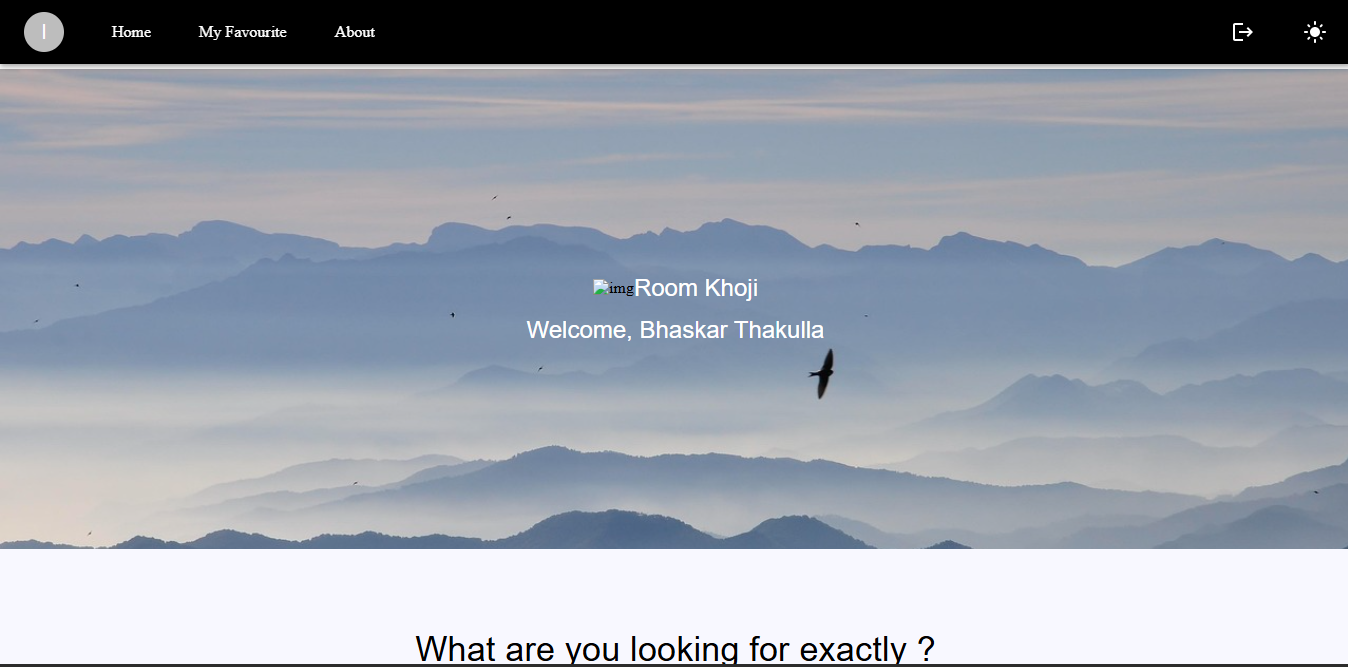 I
Home My Favourite About
imgRoom Khoji
Welcome, Bhaskar Thakulla
What are you looking for exactly ?